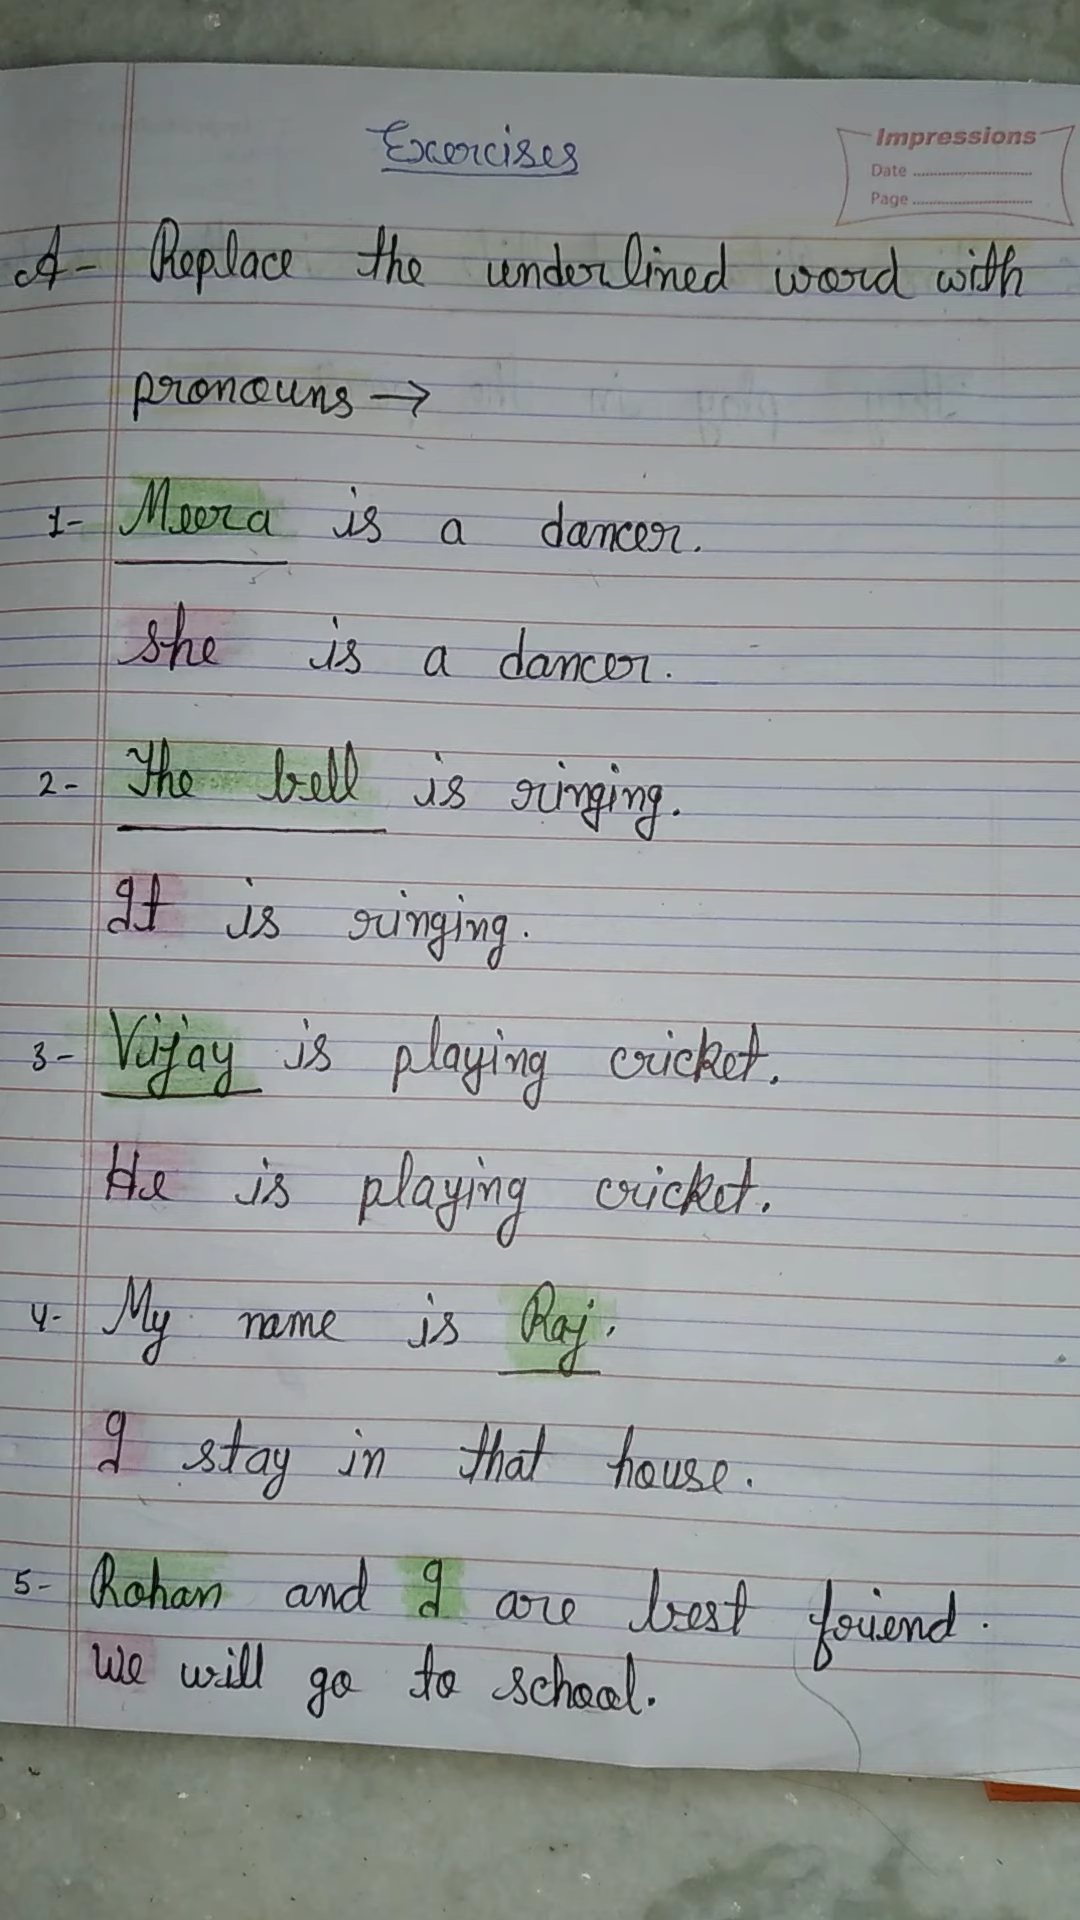 Exercises
Impressions
Date
Page
A- Replace the underlined word with
pronouns →
1- Meera is a dancer.
she is a dancer.
2- The bell is ringing.
It is ringing.
3- Vijay is playing cricket.
He is playing cricket.
4- My name is Raj.
I stay in that house.
5- Rohan and I are best friend.
We will go to school.